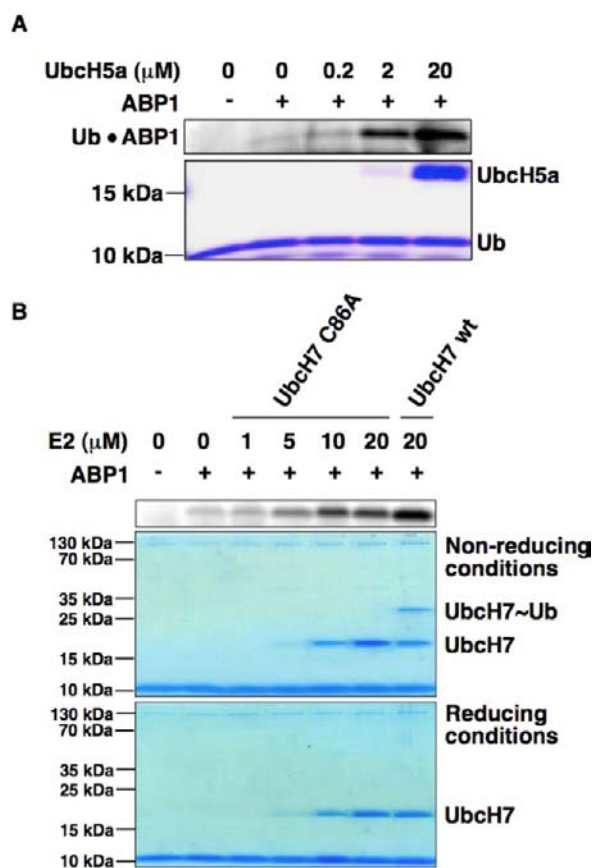 A
UbcH5a (μM) 0 0 0.2 2 20
ABP1 - + + + +
Ub • ABP1
UbcH5a
15 kDa
Ub
10 kDa
B
UbcH7 C86A
UbcH7 wt
E2 (μM) 0 0 1 5 10 20 20
ABP1 - + + + + + +
130 kDa
Non-reducing
conditions
70 kDa
35 kDa
UbcH7~Ub
25 kDa
UbcH7
15 kDa
10 kDa
130 kDa
Reducing
conditions
70 kDa
35 kDa
25 kDa
UbcH7
15 kDa
10 kDa